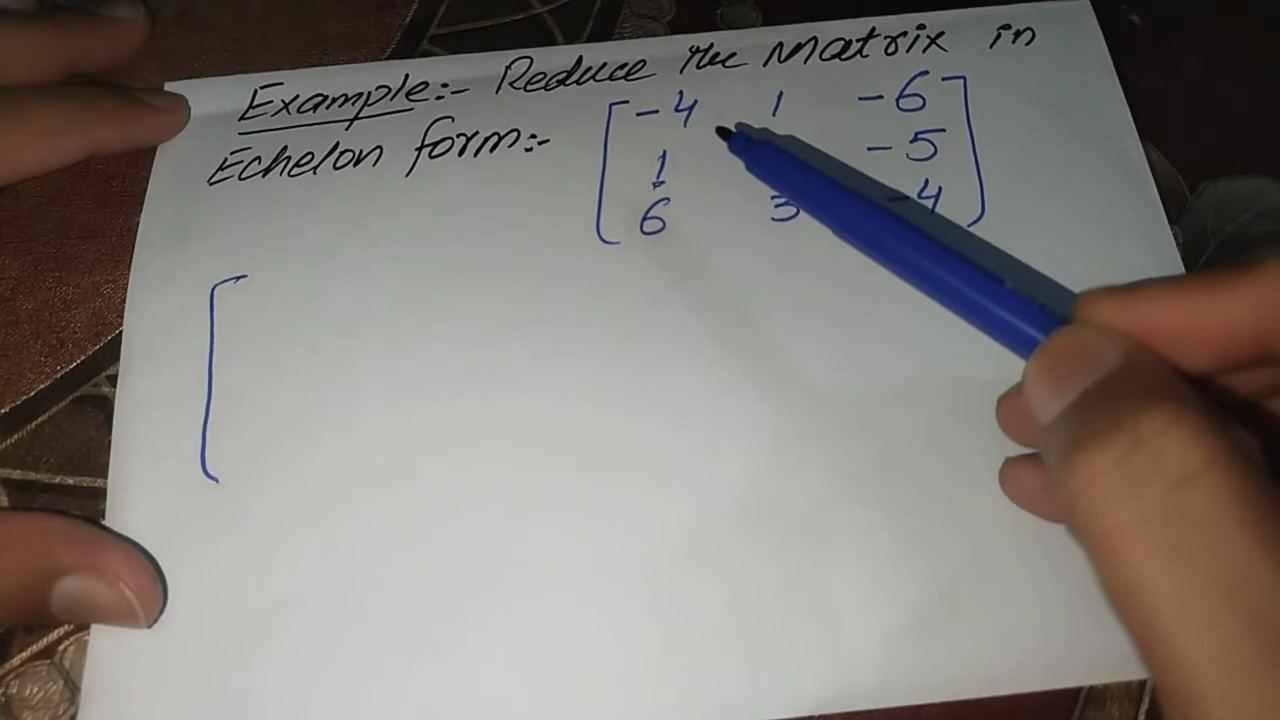 Example:- Reduce the Matrix in
Echelon form:-
-4 1 -6
1 -5
6 3 -4